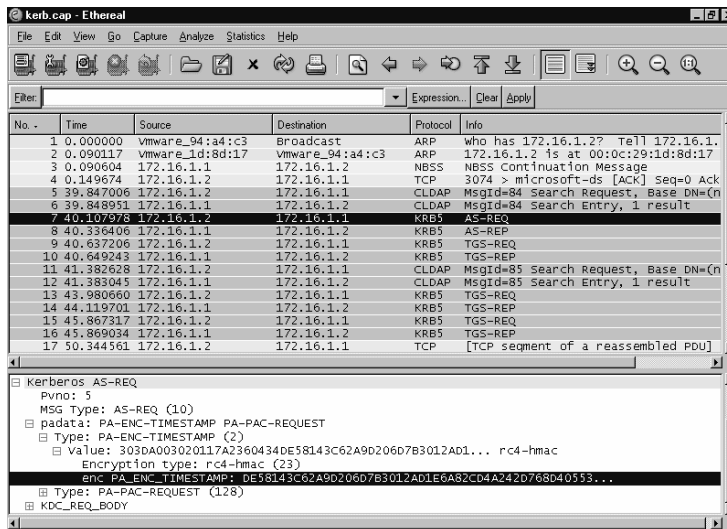 kerb.cap - Ethereal
File Edit View Go Capture Analyze Statistics Help
Filter: Expression... Clear Apply
No. - Time Source Destination Protocol Info
1 0.000000 Vmware_94:a4:c3 Broadcast ARP Who has 172.16.1.2? Tell 172.16.1.
2 0.090117 Vmware_1d:8d:17 Vmware_94:a4:c3 ARP 172.16.1.2 is at 00:0c:29:1d:8d:17
3 0.090604 172.16.1.1 172.16.1.2 NBSS NBSS Continuation Message
4 0.149674 172.16.1.2 172.16.1.1 TCP 3074 > microsoft-ds [ACK] Seq=0 Ack
5 39.847006 172.16.1.2 172.16.1.1 CLDAP MsgId=84 Search Request, Base DN=(n
6 39.848951 172.16.1.1 172.16.1.2 CLDAP MsgId=84 Search Entry, 1 result
7 40.107978 172.16.1.2 172.16.1.1 KRB5 AS-REQ
8 40.336406 172.16.1.1 172.16.1.2 KRB5 AS-REP
9 40.637206 172.16.1.2 172.16.1.1 KRB5 TGS-REQ
10 40.649243 172.16.1.1 172.16.1.2 KRB5 TGS-REP
11 41.382628 172.16.1.2 172.16.1.1 CLDAP MsgId=85 Search Request, Base DN=(n
12 41.383045 172.16.1.1 172.16.1.2 CLDAP MsgId=85 Search Entry, 1 result
13 43.980660 172.16.1.2 172.16.1.1 KRB5 TGS-REQ
14 44.119701 172.16.1.1 172.16.1.2 KRB5 TGS-REP
15 45.867317 172.16.1.2 172.16.1.1 KRB5 TGS-REQ
16 45.869034 172.16.1.1 172.16.1.2 KRB5 TGS-REP
17 50.344561 172.16.1.2 172.16.1.1 TCP [TCP segment of a reassembled PDU]
Kerberos AS-REQ
Pvno: 5
MSG Type: AS-REQ (10)
padata: PA-ENC-TIMESTAMP PA-PAC-REQUEST
Type: PA-ENC-TIMESTAMP (2)
Value: 303DA003020117A2360434DE58143C62A9D206D7B3012AD1... rc4-hmac
Encryption type: rc4-hmac (23)
enc PA_ENC_TIMESTAMP: DE58143C62A9D206D7B3012AD1E6A82CD4A242D768D40553...
Type: PA-PAC-REQUEST (128)
KDC_REQ_BODY